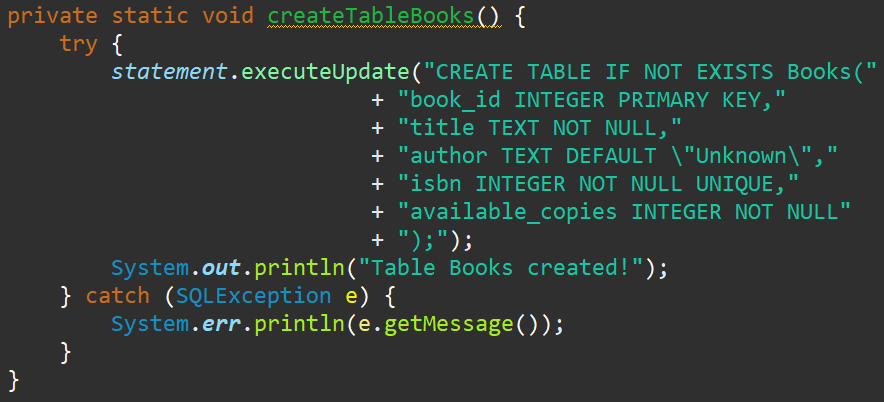 private static void createTableBooks() {
    try {
        statement.executeUpdate("CREATE TABLE IF NOT EXISTS Books("
                            + "book_id INTEGER PRIMARY KEY,"
                            + "title TEXT NOT NULL,"
                            + "author TEXT DEFAULT \"Unknown\","
                            + "isbn INTEGER NOT NULL UNIQUE,"
                            + "available_copies INTEGER NOT NULL"
                            + ");");
        System.out.println("Table Books created!");
    } catch (SQLException e) {
        System.err.println(e.getMessage());
    }
}